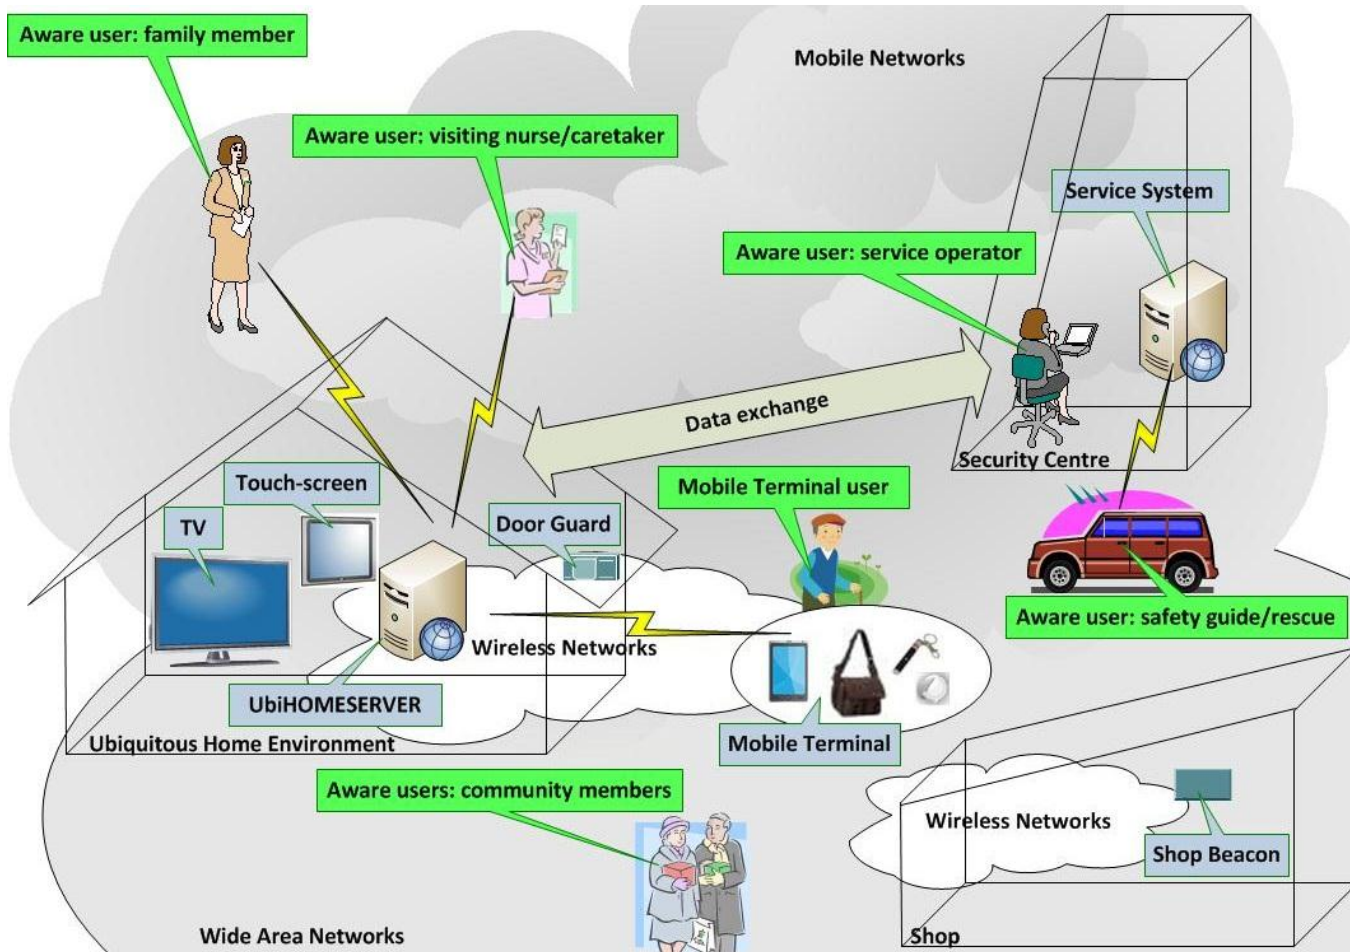 Aware user: family member
Mobile Networks
Aware user: visiting nurse/caretaker
Service System
Aware user: service operator
Data exchange
Security Centre
Touch-screen
Mobile Terminal user
TV
Door Guard
Aware user: safety guide/rescue
Wireless Networks
UbiHOMESERVER
Ubiquitous Home Environment
Mobile Terminal
Aware users: community members
Wireless Networks
Shop Beacon
Wide Area Networks
Shop